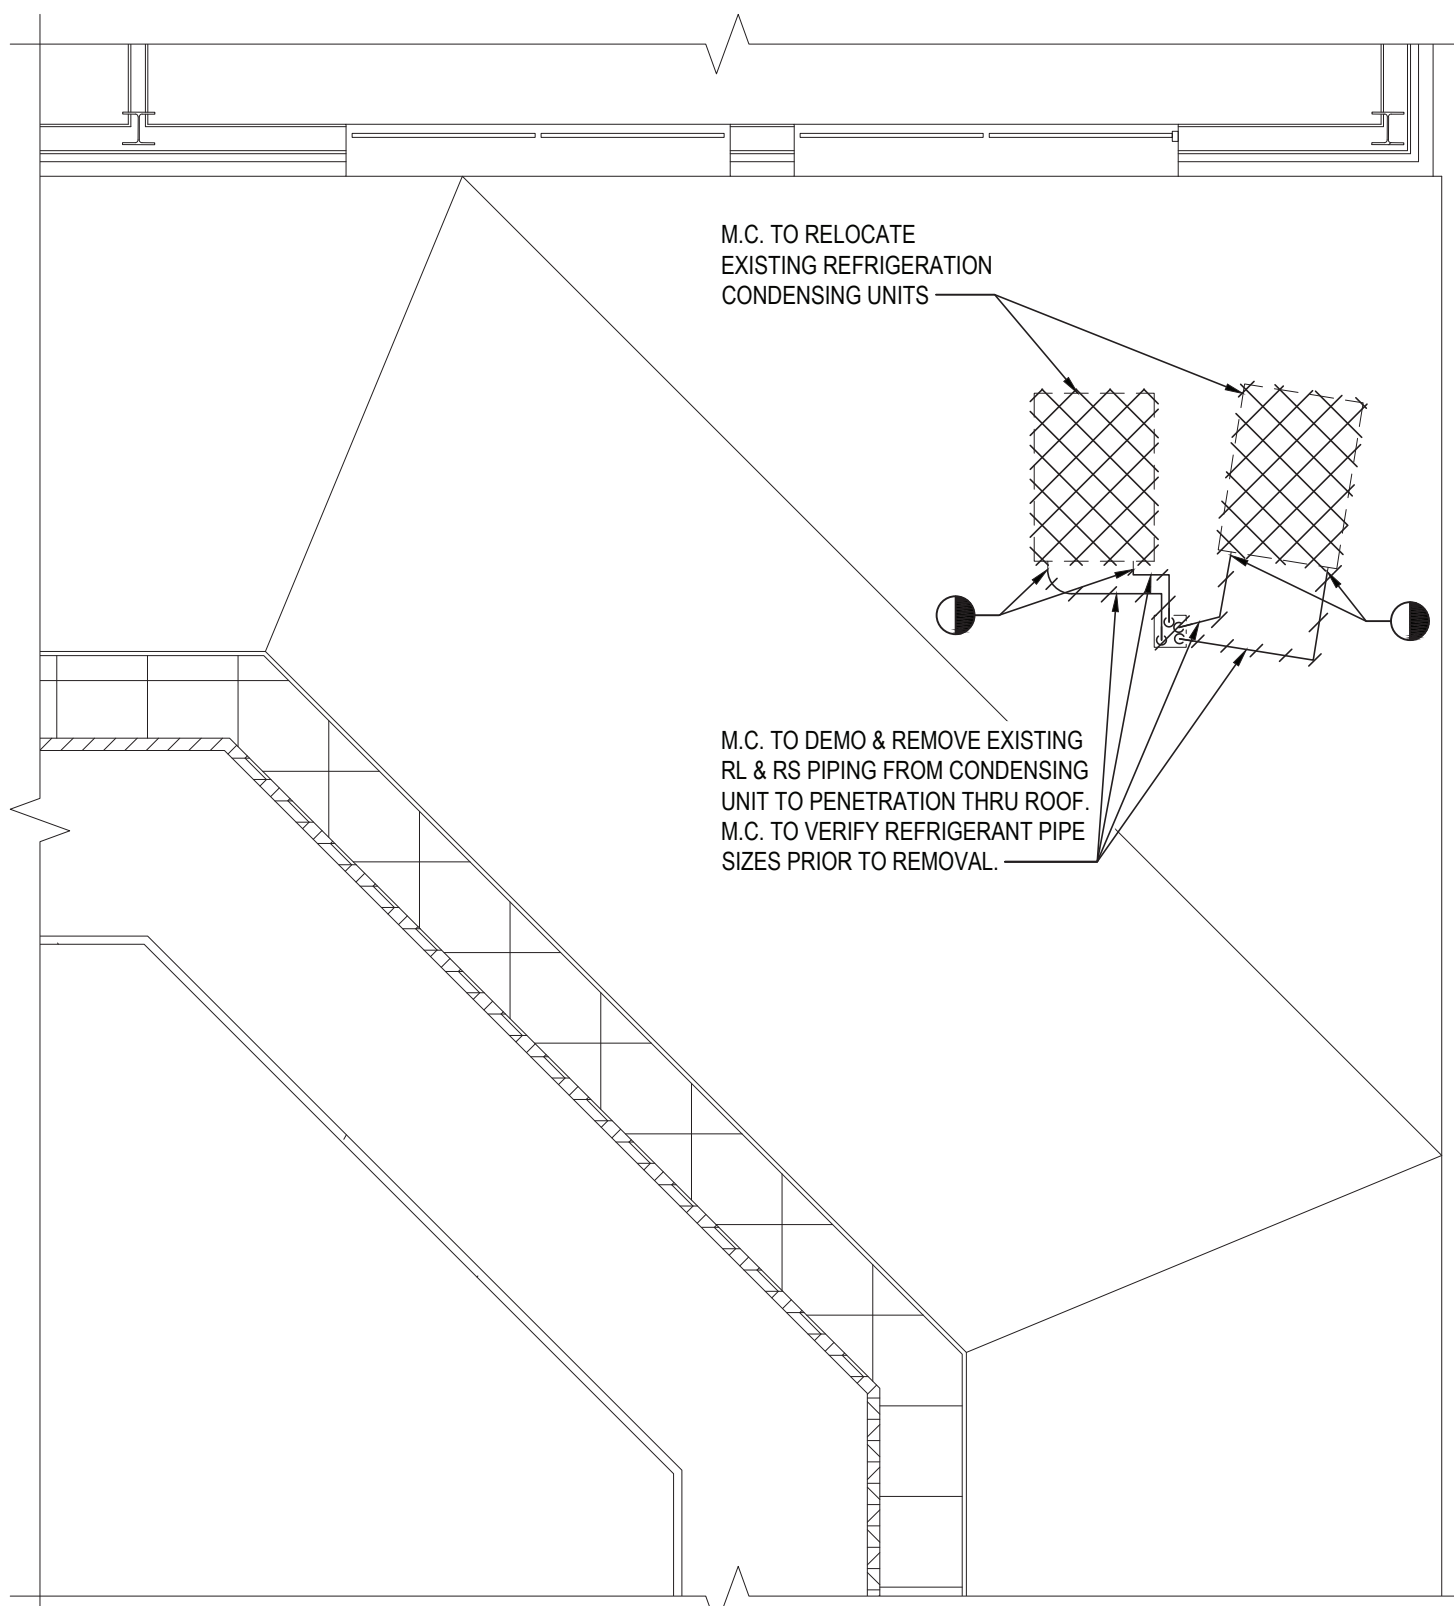 M.C. TO RELOCATE
EXISTING REFRIGERATION
CONDENSING UNITS
M.C. TO DEMO & REMOVE EXISTING
RL & RS PIPING FROM CONDENSING
UNIT TO PENETRATION THRU ROOF.
M.C. TO VERIFY REFRIGERANT PIPE
SIZES PRIOR TO REMOVAL.